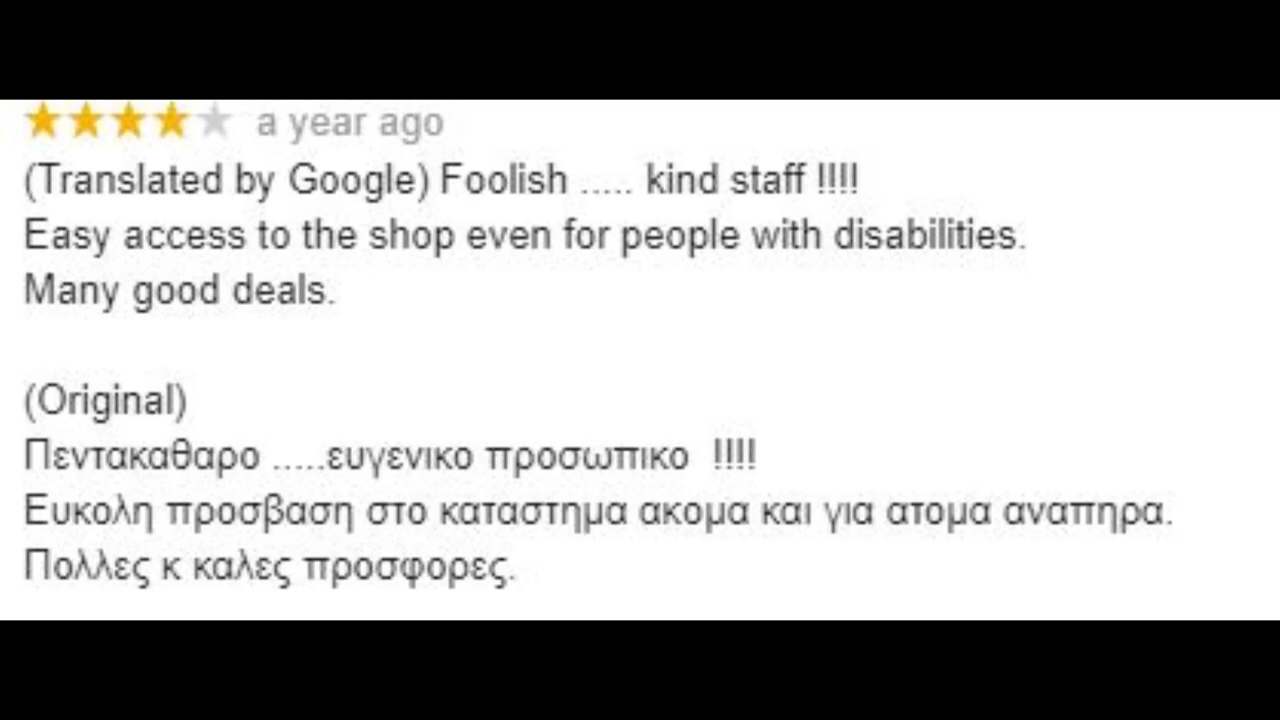 a year ago
(Translated by Google) Foolish ..... kind staff !!!!
Easy access to the shop even for people with disabilities.
Many good deals.
(Original)
Πεντακαθαρο .....ευγενικο προσωπικο !!!!
Ευκολη προσβαση στο καταστημα ακομα και για ατομα αναπηρα.
Πολλες κ καλες προσφορες.